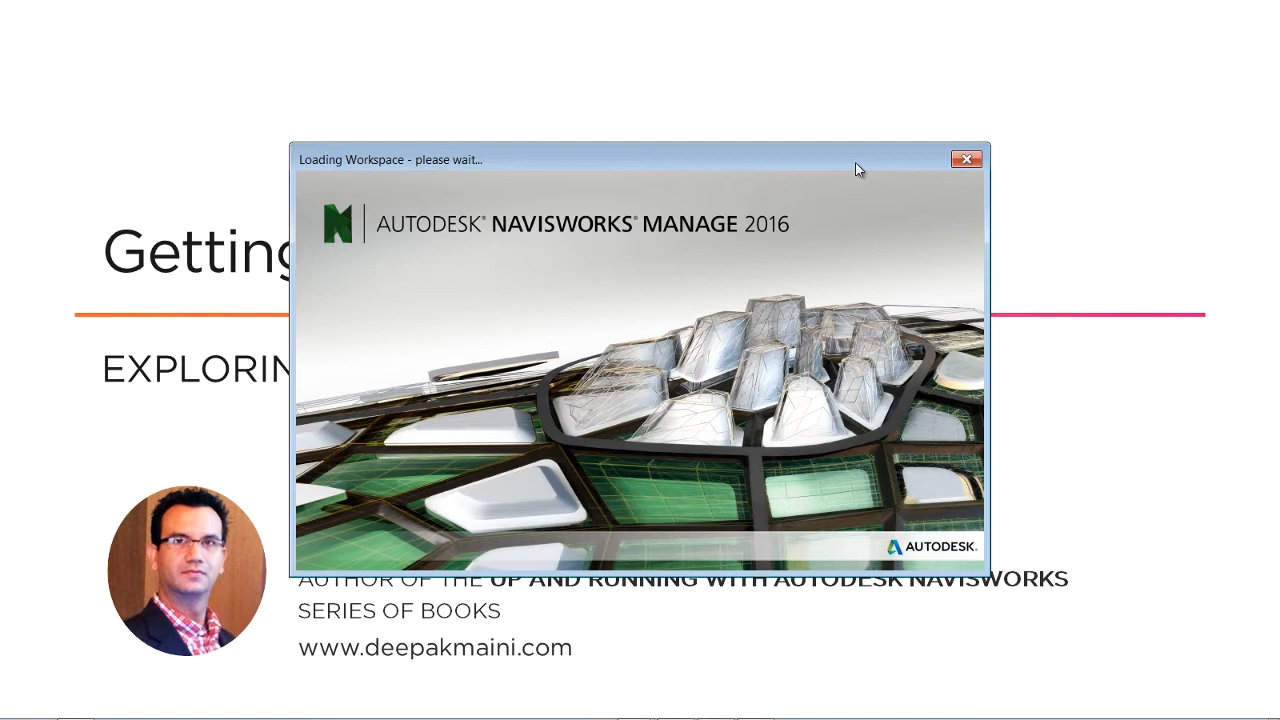 Loading Workspace - please wait...
AUTODESK® NAVISWORKS® MANAGE 2016
Getting
EXPLORIN
AUTODESK®
AUTHOR OF THE UP AND RUNNING WITH AUTODESK NAVISWORKS
SERIES OF BOOKS
www.deepakmaini.com